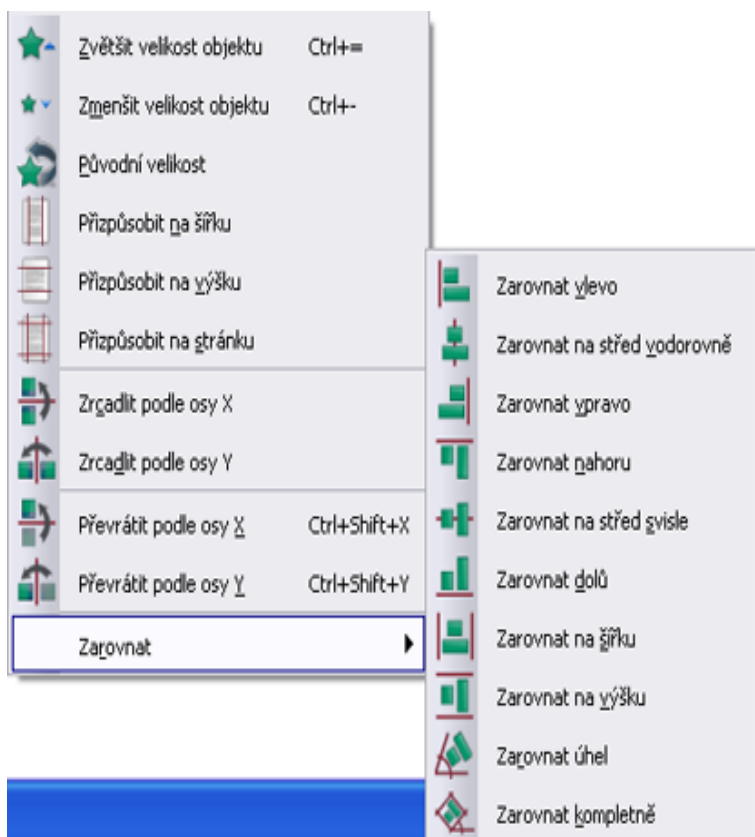 Zvětšit velikost objektu Ctrl+=
Zmenšit velikost objektu Ctrl+-
Původní velikost
Přizpůsobit na šířku
Přizpůsobit na výšku
Přizpůsobit na stránku
Zrcadlit podle osy X
Zrcadlit podle osy Y
Převrátit podle osy X Ctrl+Shift+X
Převrátit podle osy Y Ctrl+Shift+Y
Zarovnat
Zarovnat vlevo
Zarovnat na střed vodorovně
Zarovnat vpravo
Zarovnat nahoru
Zarovnat na střed svisle
Zarovnat dolů
Zarovnat na šířku
Zarovnat na výšku
Zarovnat úhel
Zarovnat kompletně